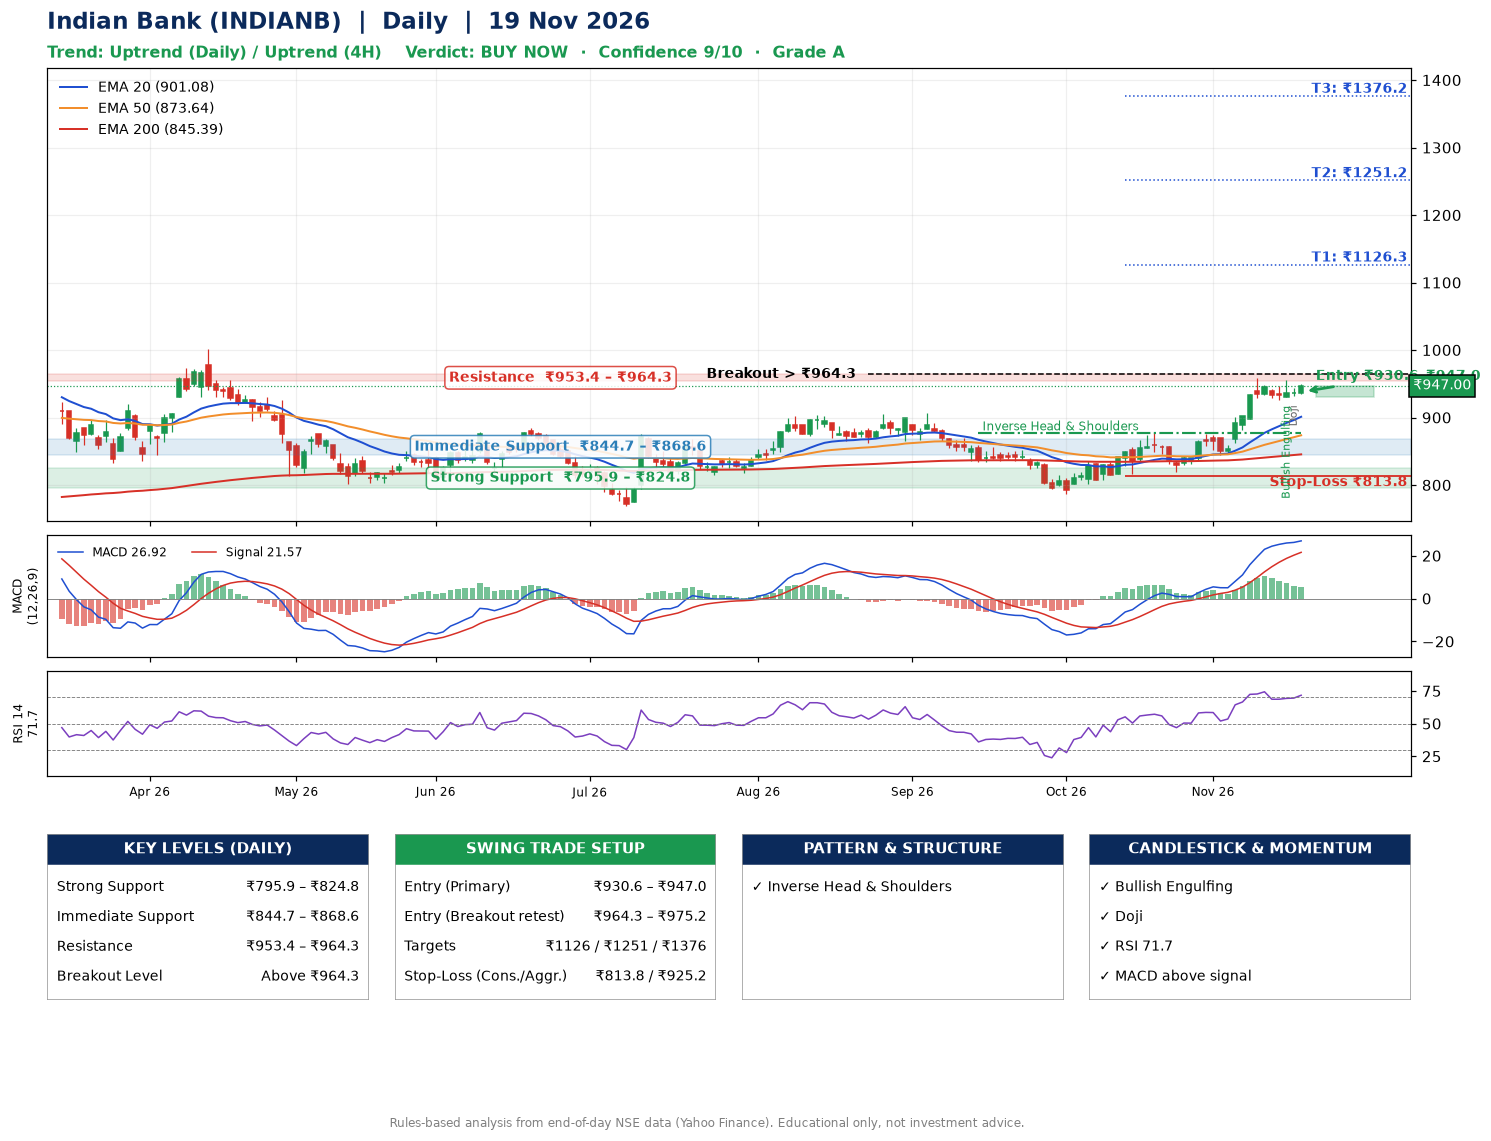 Indian Bank (INDIANB) | Daily | 19 Nov 2026
Trend: Uptrend (Daily) / Uptrend (4H) Verdict: BUY NOW · Confidence 9/10 · Grade A
EMA 20 (901.08)
EMA 50 (873.64)
EMA 200 (845.39)
T3: ₹1376.2
T2: ₹1251.2
T1: ₹1126.3
1400
1300
1200
1100
1000
900
800
Resistance ₹953.4 – ₹964.3
Breakout > ₹964.3
₹947.00
Immediate Support ₹844.7 – ₹868.6
Inverse Head & Shoulders
Strong Support ₹795.9 – ₹824.8
Bullish Engulfing
Doji
Stop-Loss ₹813.8
MACD 26.92
Signal 21.57
MACD
(12,26,9)
20
0
−20
RSI 14
71.7
75
50
25
Apr 26
May 26
Jun 26
Jul 26
Aug 26
Sep 26
Oct 26
Nov 26
KEY LEVELS (DAILY)
Strong Support ₹795.9 – ₹824.8
Immediate Support ₹844.7 – ₹868.6
Resistance ₹953.4 – ₹964.3
Breakout Level Above ₹964.3
SWING TRADE SETUP
Entry (Primary) ₹930.6 – ₹947.0
Entry (Breakout retest) ₹964.3 – ₹975.2
Targets ₹1126 / ₹1251 / ₹1376
Stop-Loss (Cons./Aggr.) ₹813.8 / ₹925.2
PATTERN & STRUCTURE
✓ Inverse Head & Shoulders
CANDLESTICK & MOMENTUM
✓ Bullish Engulfing
✓ Doji
✓ RSI 71.7
✓ MACD above signal
Rules-based analysis from end-of-day NSE data (Yahoo Finance). Educational only, not investment advice.